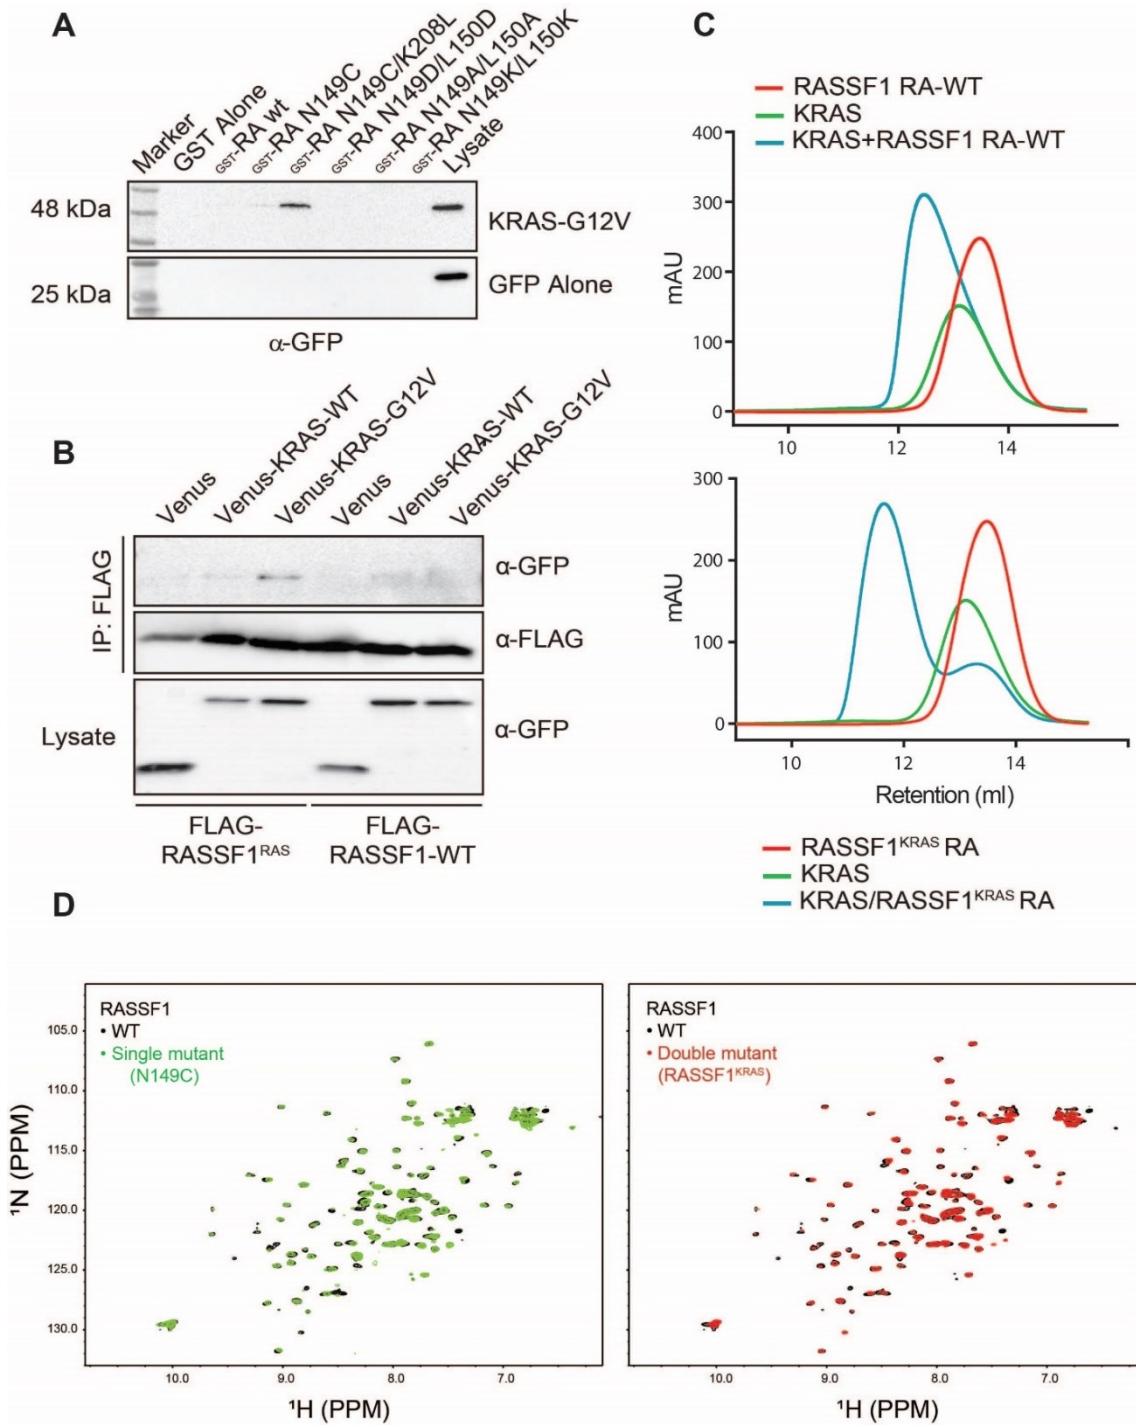 A
Marker
GST Alone
GST-RA wt
GST-RA N149C
GST-RA N149C/K208L
GST-RA N149D/L150D
GST-RA N149A/L150A
GST-RA N149K/L150K
Lysate
48 kDa
KRAS-G12V
25 kDa
GFP Alone
α-GFP
B
Venus
Venus-KRAS-WT
Venus-KRAS-G12V
Venus
Venus-KRAS-WT
Venus-KRAS-G12V
IP: FLAG
α-GFP
α-FLAG
Lysate
α-GFP
FLAG-
RASSF1RAS
FLAG-
RASSF1-WT
C
RASSF1 RA-WT
KRAS
KRAS+RASSF1 RA-WT
400
300
200
100
0
mAU
10 12 14
300
200
100
0
mAU
10 12 14
Retention (ml)
RASSF1KRAS RA
KRAS
KRAS/RASSF1KRAS RA
D
RASSF1
• WT
• Single mutant
(N149C)
105.0
110.0
115.0
120.0
125.0
130.0
¹N (PPM)
10.0 9.0 8.0 7.0
¹H (PPM)
RASSF1
• WT
• Double mutant
(RASSF1KRAS)
10.0 9.0 8.0 7.0
¹H (PPM)